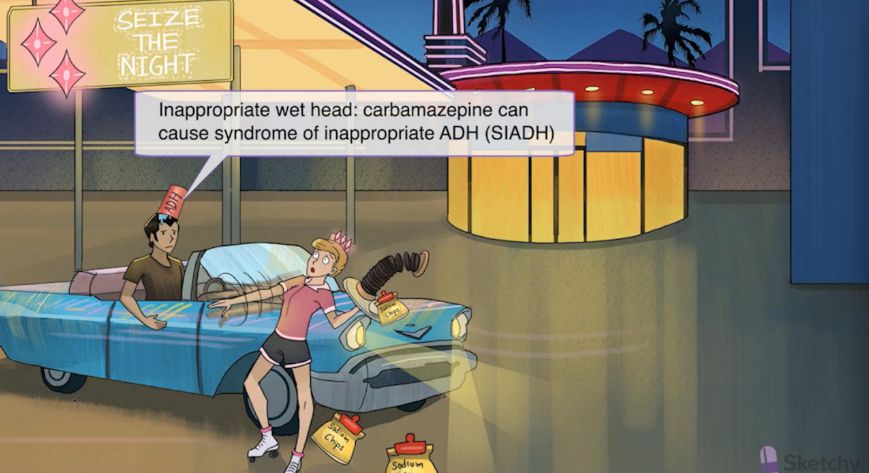 SEIZE
THE
NIGHT
Inappropriate wet head: carbamazepine can
cause syndrome of inappropriate ADH (SIADH)
Sodium
Chips
Sodium
Chips
Sodium
Sketchy